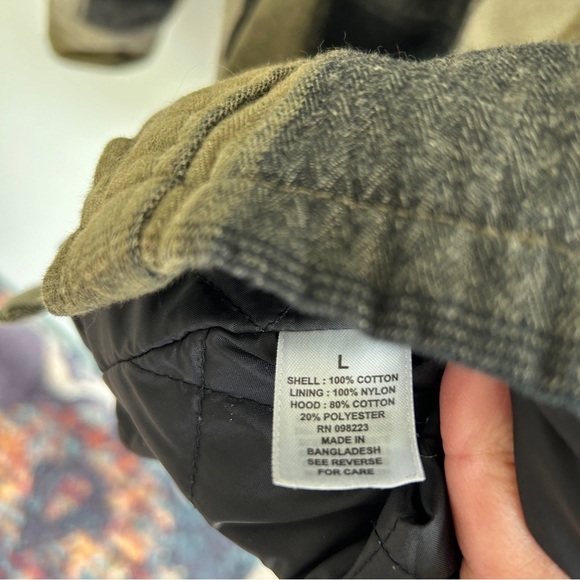 L
SHELL : 100% COTTON
LINING : 100% NYLON
HOOD : 80% COTTON
20% POLYESTER
RN 098223
MADE IN
BANGLADESH
SEE REVERSE
FOR CARE